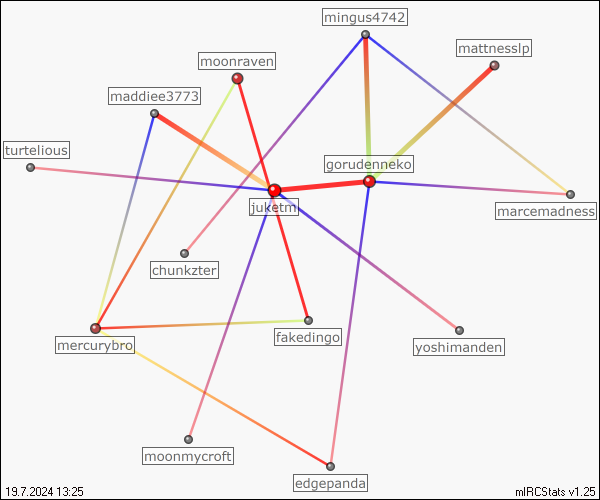 mingus4742
mattnesslp
moonraven
maddiee3773
turtelious
gorudenneko
juketm
marcemadness
chunkzter
fakedingo
mercurybro
yoshimanden
moonmycroft
edgepanda
19.7.2024 13:25
mIRCStats v1.25